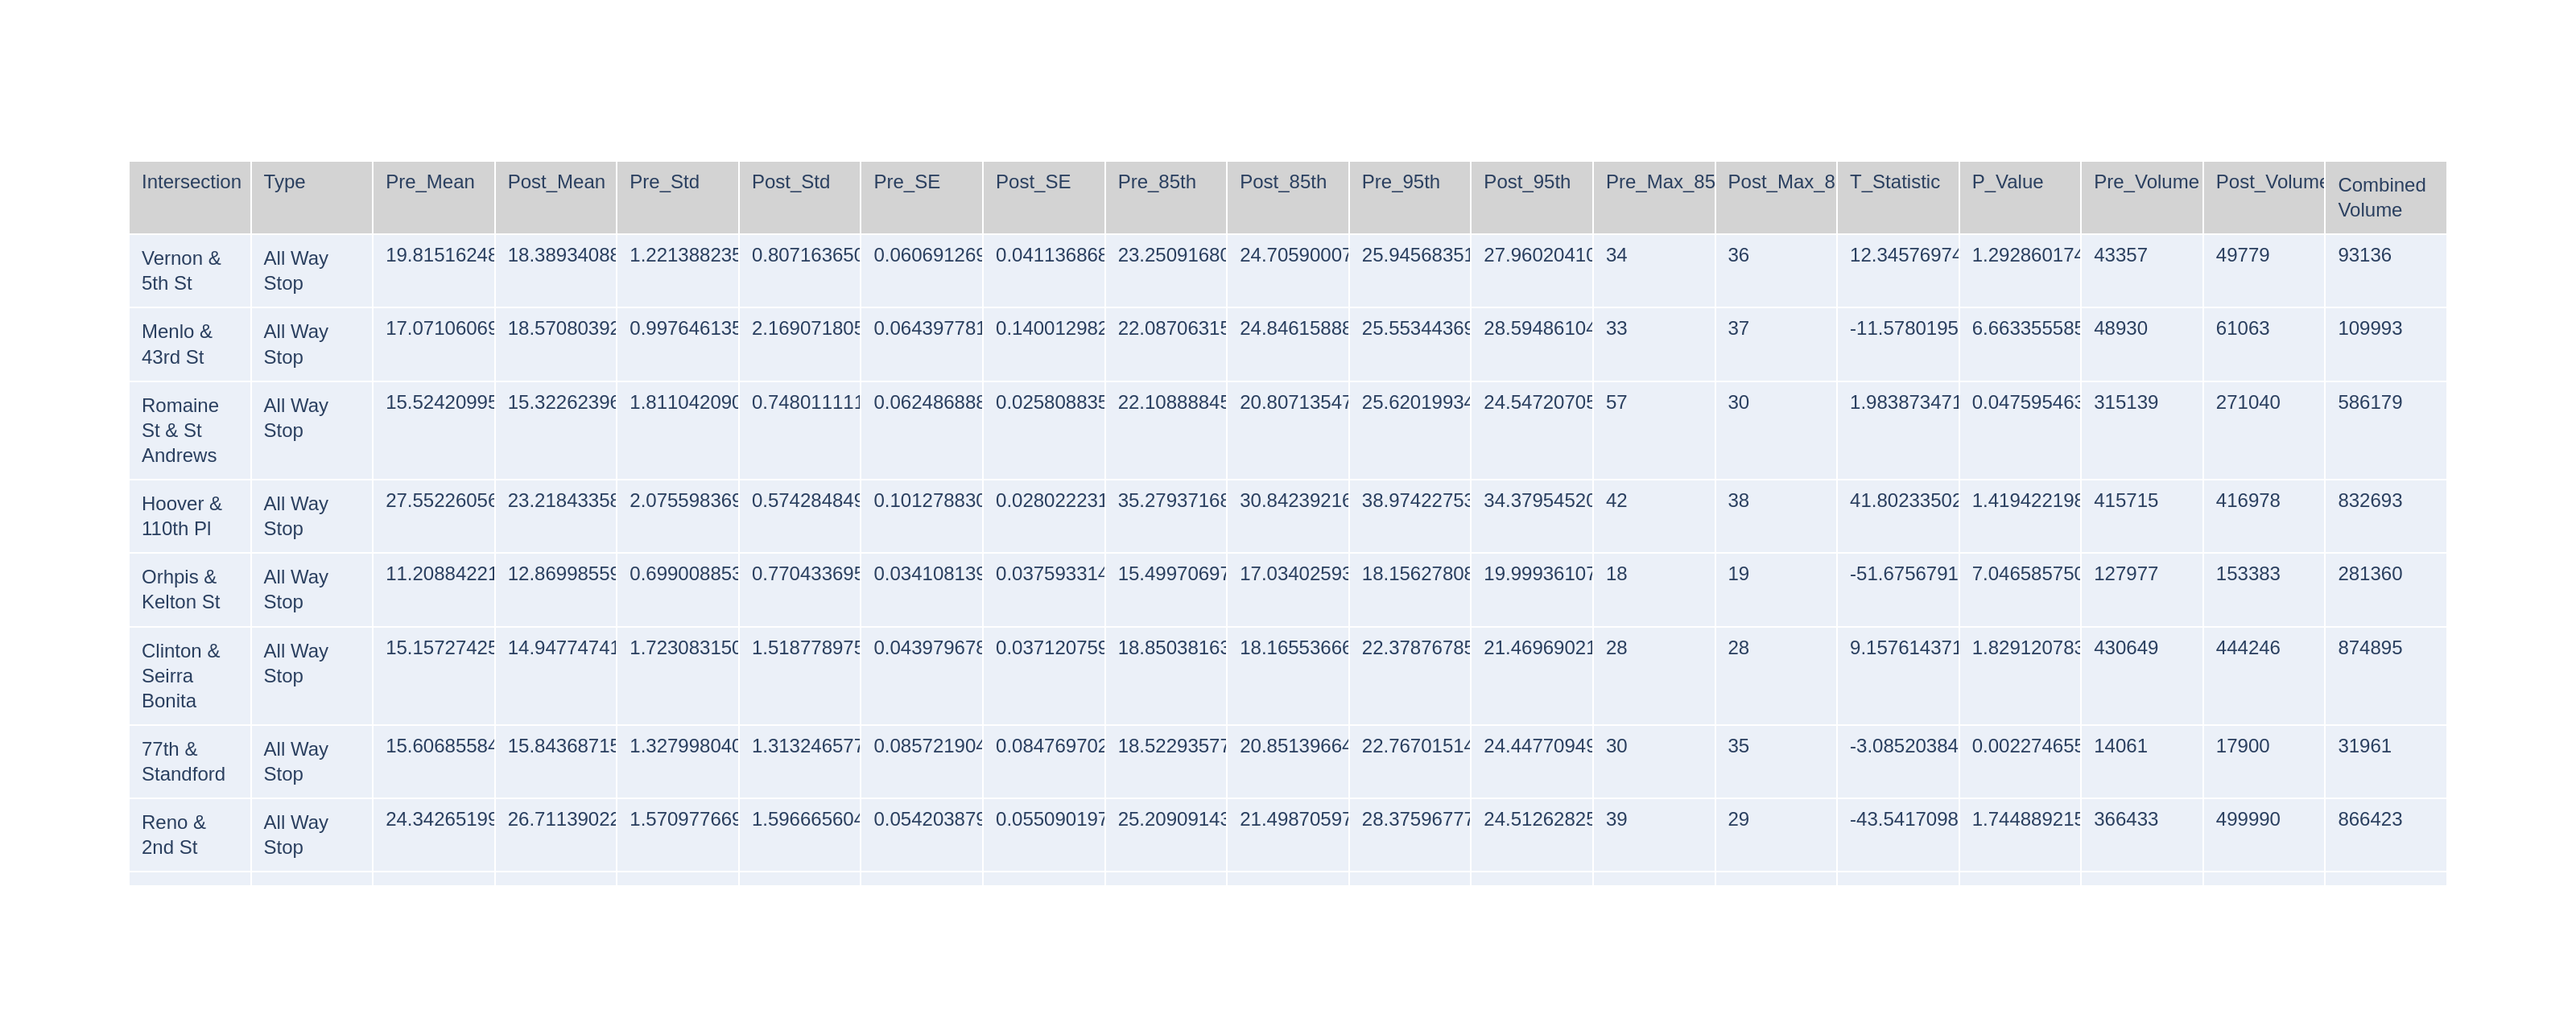 Intersection Type Pre_Mean Post_Mean Pre_Std Post_Std Pre_SE Post_SE Pre_85th Post_85th Pre_95th Post_95th Pre_Max_85 Post_Max_8 T_Statistic P_Value Pre_Volume Post_Volume Combined
Volume
Vernon & All Way 19.81516248 18.38934088 1.221388235 0.807163650 0.060691269 0.041136868 23.25091680 24.70590007 25.94568351 27.96020410 34 36 12.34576974 1.292860174 43357 49779 93136
5th St Stop
Menlo & All Way 17.07106069 18.57080392 0.997646135 2.169071805 0.064397781 0.140012982 22.08706315 24.84615888 25.55344369 28.59486104 33 37 -11.5780195 6.663355585 48930 61063 109993
43rd St Stop
Romaine All Way 15.52420995 15.32262396 1.811042090 0.748011111 0.062486888 0.025808835 22.10888845 20.80713547 25.62019934 24.54720705 57 30 1.983873471 0.047595463 315139 271040 586179
St & St Stop
Andrews
Hoover & All Way 27.55226056 23.21843358 2.075598369 0.574284849 0.101278830 0.028022231 35.27937168 30.84239216 38.97422753 34.37954520 42 38 41.80233502 1.419422198 415715 416978 832693
110th Pl Stop
Orhpis & All Way 11.20884221 12.86998559 0.699008853 0.770433695 0.034108139 0.037593314 15.49970697 17.03402593 18.15627808 19.99936107 18 19 -51.6756791 7.046585750 127977 153383 281360
Kelton St Stop
Clinton & All Way 15.15727425 14.94774741 1.723083150 1.518778975 0.043979678 0.037120759 18.85038163 18.16553666 22.37876785 21.46969021 28 28 9.157614371 1.829120783 430649 444246 874895
Seirra Stop
Bonita
77th & All Way 15.60685584 15.84368715 1.327998040 1.313246577 0.085721904 0.084769702 18.52293577 20.85139664 22.76701514 24.44770949 30 35 -3.08520384 0.002274655 14061 17900 31961
Standford Stop
Reno & All Way 24.34265199 26.71139022 1.570977669 1.596665604 0.054203879 0.055090197 25.20909143 21.49870597 28.37596777 24.51262825 39 29 -43.5417098 1.744889215 366433 499990 866423
2nd St Stop